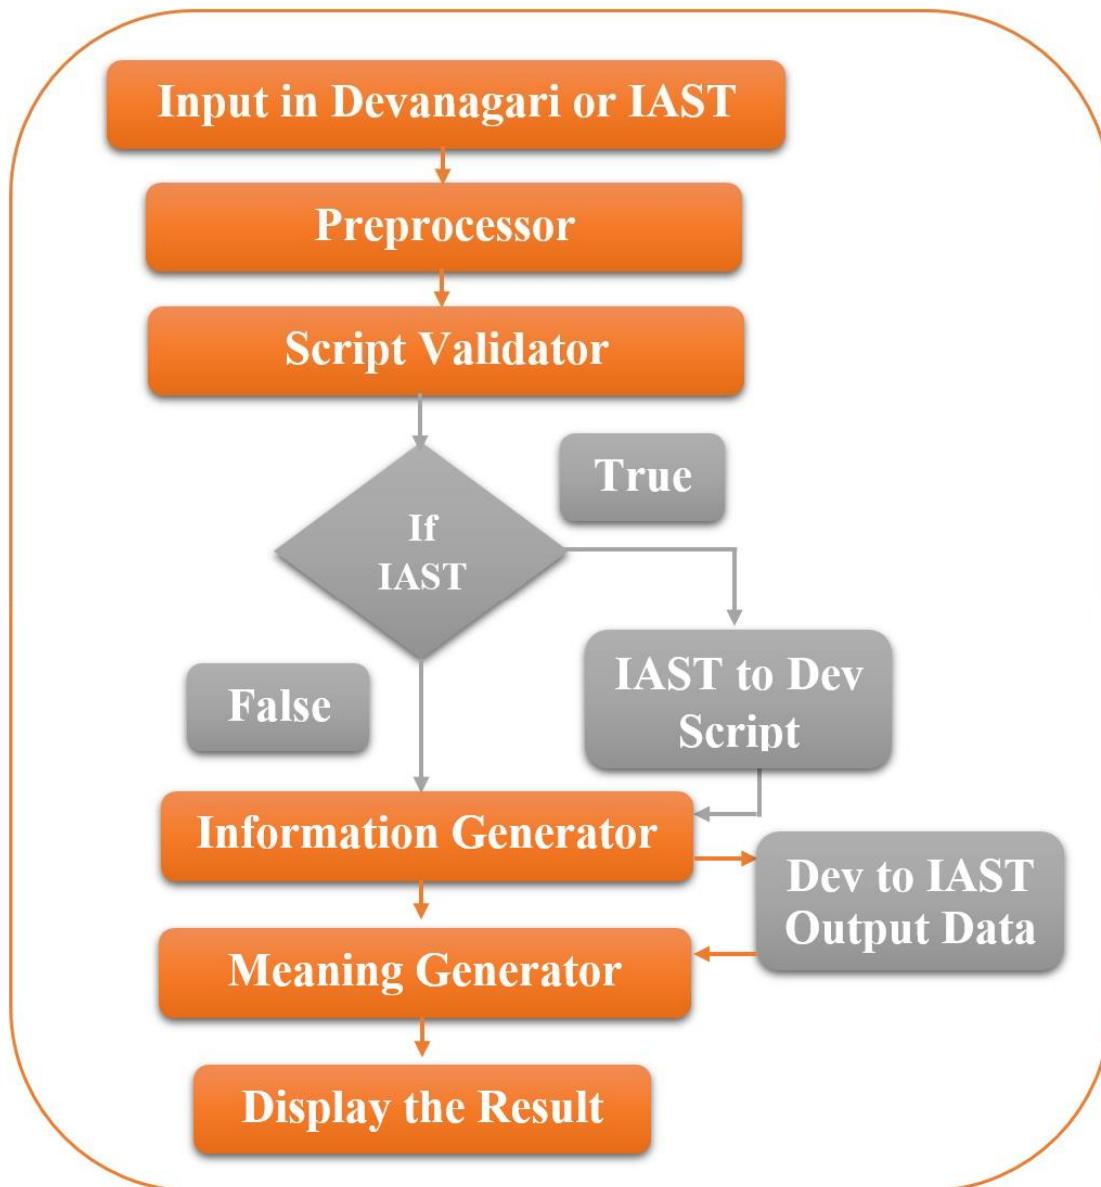 Input in Devanagari or IAST
Preprocessor
Script Validator
True
If
IAST
IAST to Dev
Script
False
Information Generator
Dev to IAST
Output Data
Meaning Generator
Display the Result